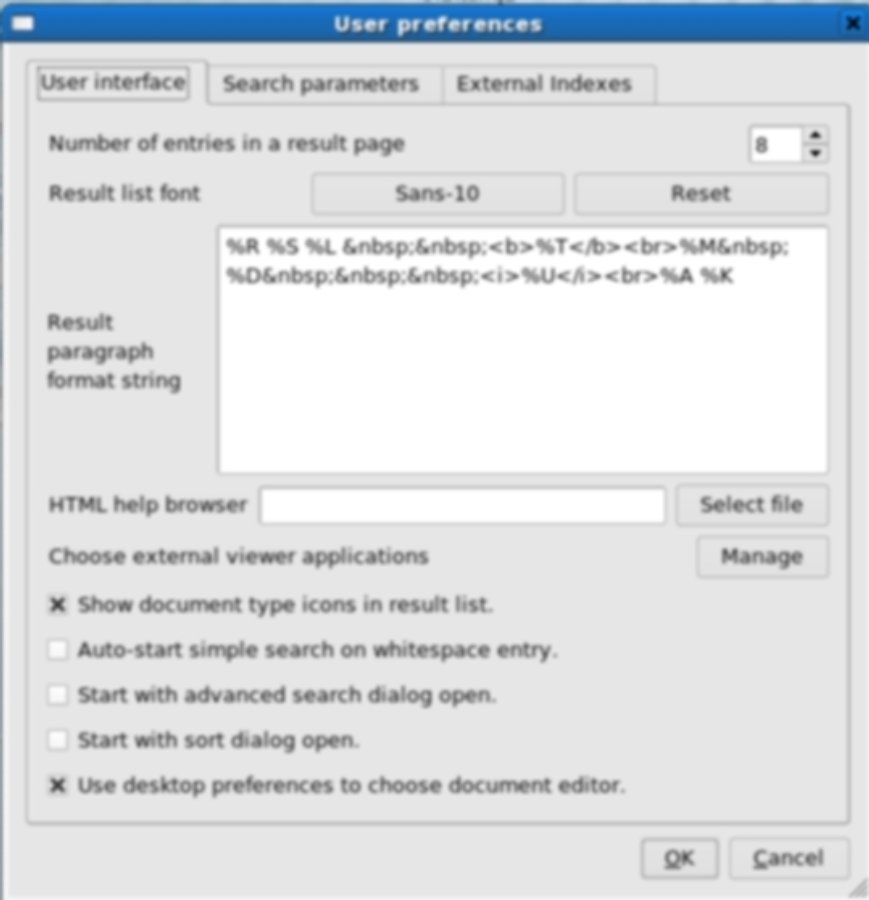 User preferences
User interface Search parameters External Indexes
Number of entries in a result page 8
Result list font Sans-10 Reset
%R %S %L &nbsp;&nbsp;<b>%T</b><br>%M&nbsp;
%D&nbsp;&nbsp;&nbsp;<i>%U</i><br>%A %K
Result
paragraph
format string
HTML help browser Select file
Choose external viewer applications Manage
Show document type icons in result list.
Auto-start simple search on whitespace entry.
Start with advanced search dialog open.
Start with sort dialog open.
Use desktop preferences to choose document editor.
OK Cancel